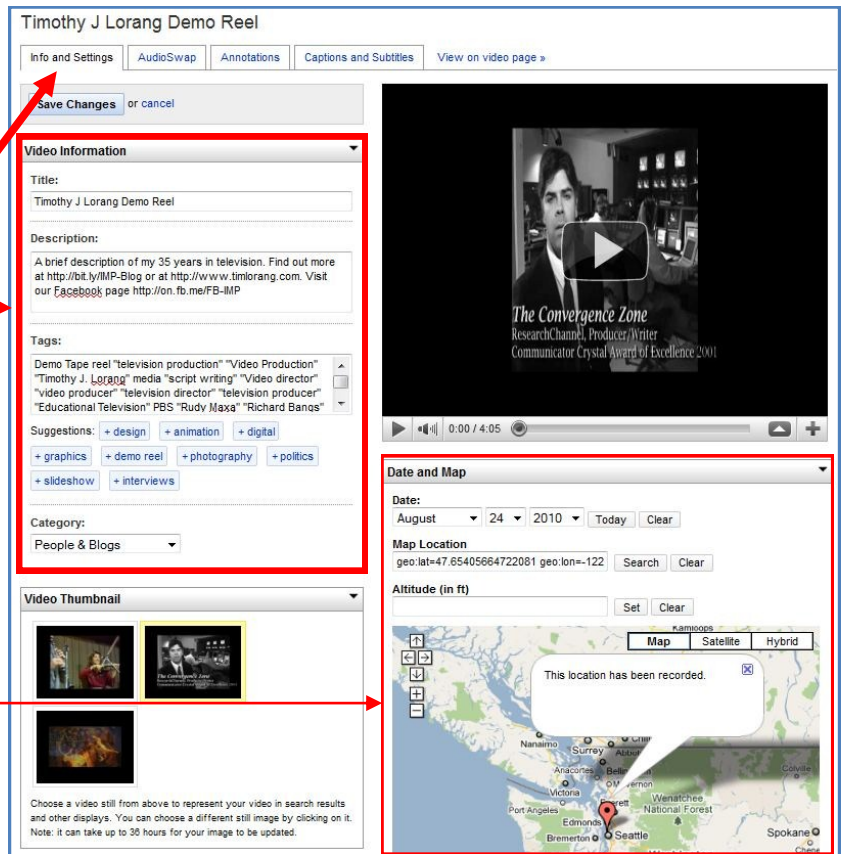 Timothy J Lorang Demo Reel
Info and Settings
AudioSwap
Annotations
Captions and Subtitles
View on video page »
Save Changes or cancel
Video Information
Title:
Timothy J Lorang Demo Reel
Description:
A brief description of my 35 years in television. Find out more
at http://bit.ly/IMP-Blog or at http://www.timlorang.com. Visit
our Facebook page http://on.fb.me/FB-IMP
Tags:
Demo Tape reel "television production" "Video Production"
"Timothy J. Lorang" media "script writing" "Video director"
"video producer" "television director" "television producer"
"Educational Television" PBS "Rudy Maxa" "Richard Bangs"
Suggestions: + design + animation + digital
+ graphics + demo reel + photography + politics
+ slideshow + interviews
Category:
People & Blogs
Video Thumbnail
Choose a video still from above to represent your video in search results
and other displays. You can choose a different still image by clicking on it.
Note: it can take up to 36 hours for your image to be updated.
The Convergence Zone
ResearchChannel, Producer/Writer
Communicator Crystal Award of Excellence 2001
0:00 / 4:05
Date and Map
Date:
August 24 2010 Today Clear
Map Location
geo:lat=47.65405664722081 geo:lon=-122 Search Clear
Altitude (in ft)
Set Clear
Kamloops
Map Satellite Hybrid
This location has been recorded.
Nanaimo
Surrey
Anacortes
Victoria
Colville
Port Angeles
Wenatchee
National Forest
Edmonds
Bremerton
Seattle
Spokane